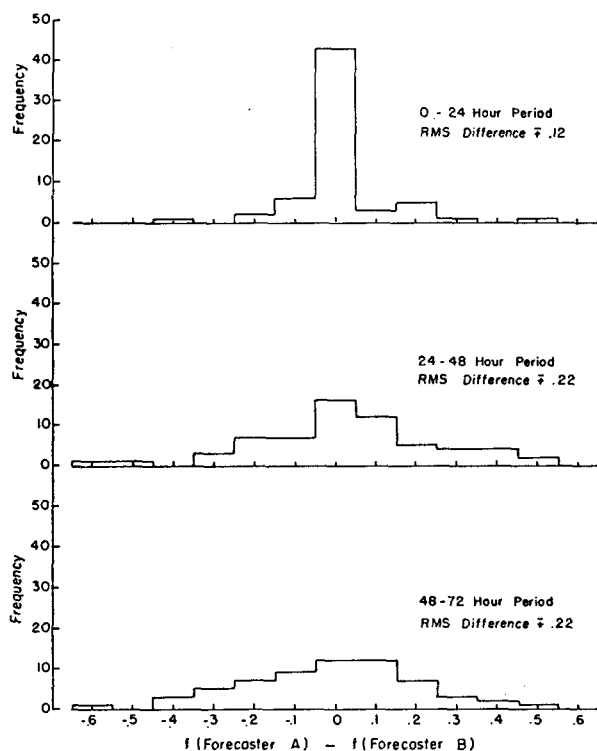 50
40
30
20
10
0
Frequency
0 - 24 Hour Period
RMS Difference ∓ .12
50
40
30
20
10
0
Frequency
24-48 Hour Period
RMS Difference ∓ .22
50
40
30
20
10
0
Frequency
48-72 Hour Period
RMS Difference ∓ .22
-.6 -.5 -.4 -.3 -.2 -.1 0 .1 .2 .3 .4 .5 .6
f (Forecaster A) - f (Forecaster B)